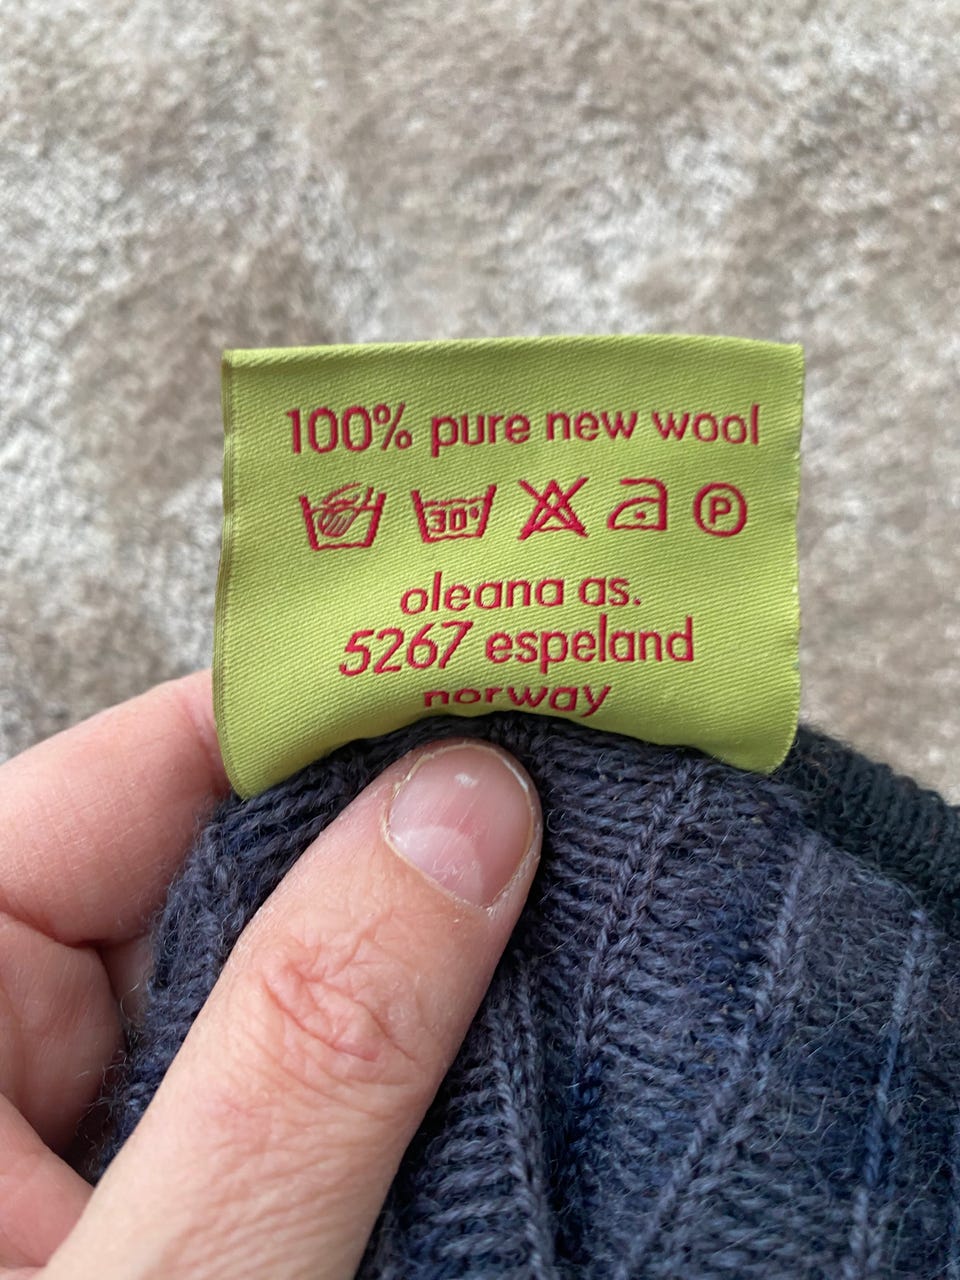 100% pure new wool
30° P
oleana as.
5267 espeland
norway